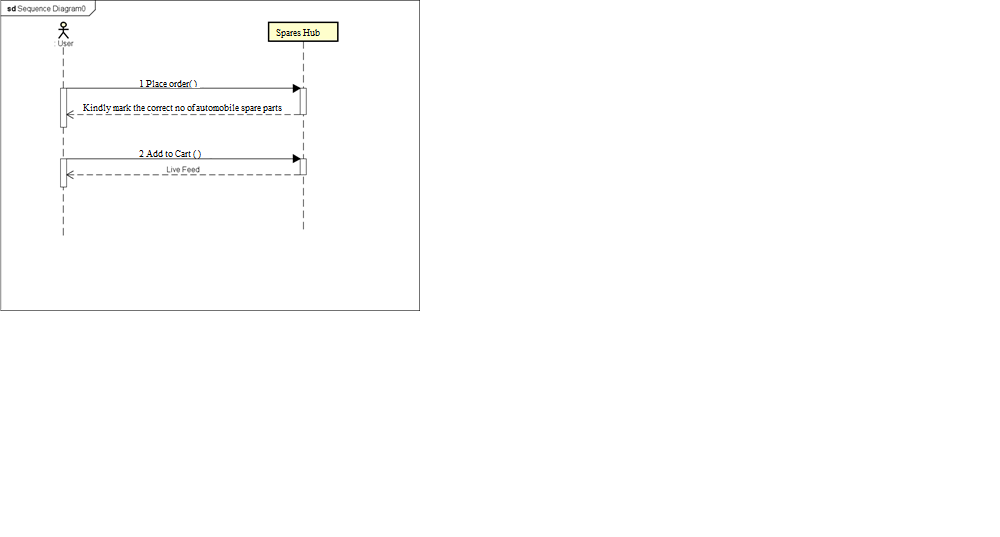 sd Sequence Diagram0
: User
Spares Hub
1 Place order( )
Kindly mark the correct no of automobile spare parts
2 Add to Cart ( )
Live Feed